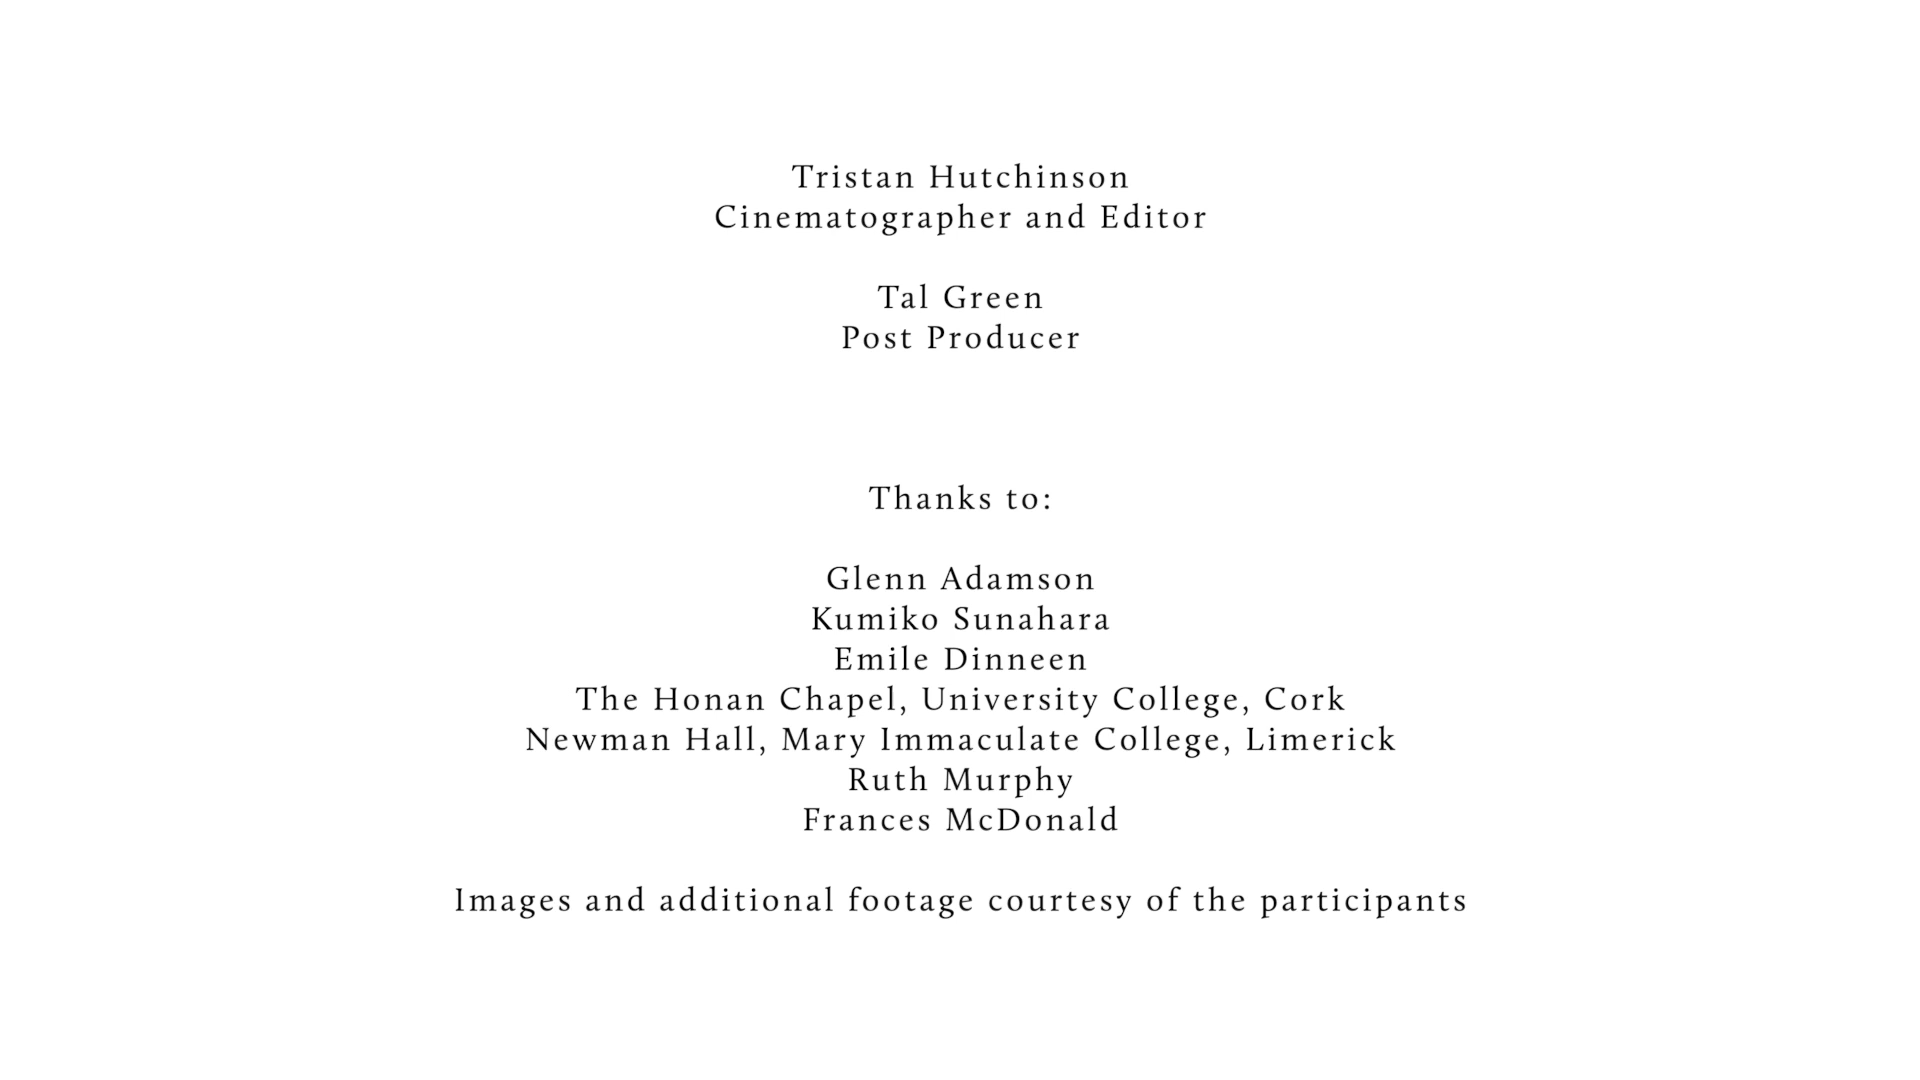 Tristan Hutchinson
Cinematographer and Editor
Tal Green
Post Producer
Thanks to:
Glenn Adamson
Kumiko Sunahara
Emile Dinneen
The Honan Chapel, University College, Cork
Newman Hall, Mary Immaculate College, Limerick
Ruth Murphy
Frances McDonald
Images and additional footage courtesy of the participants